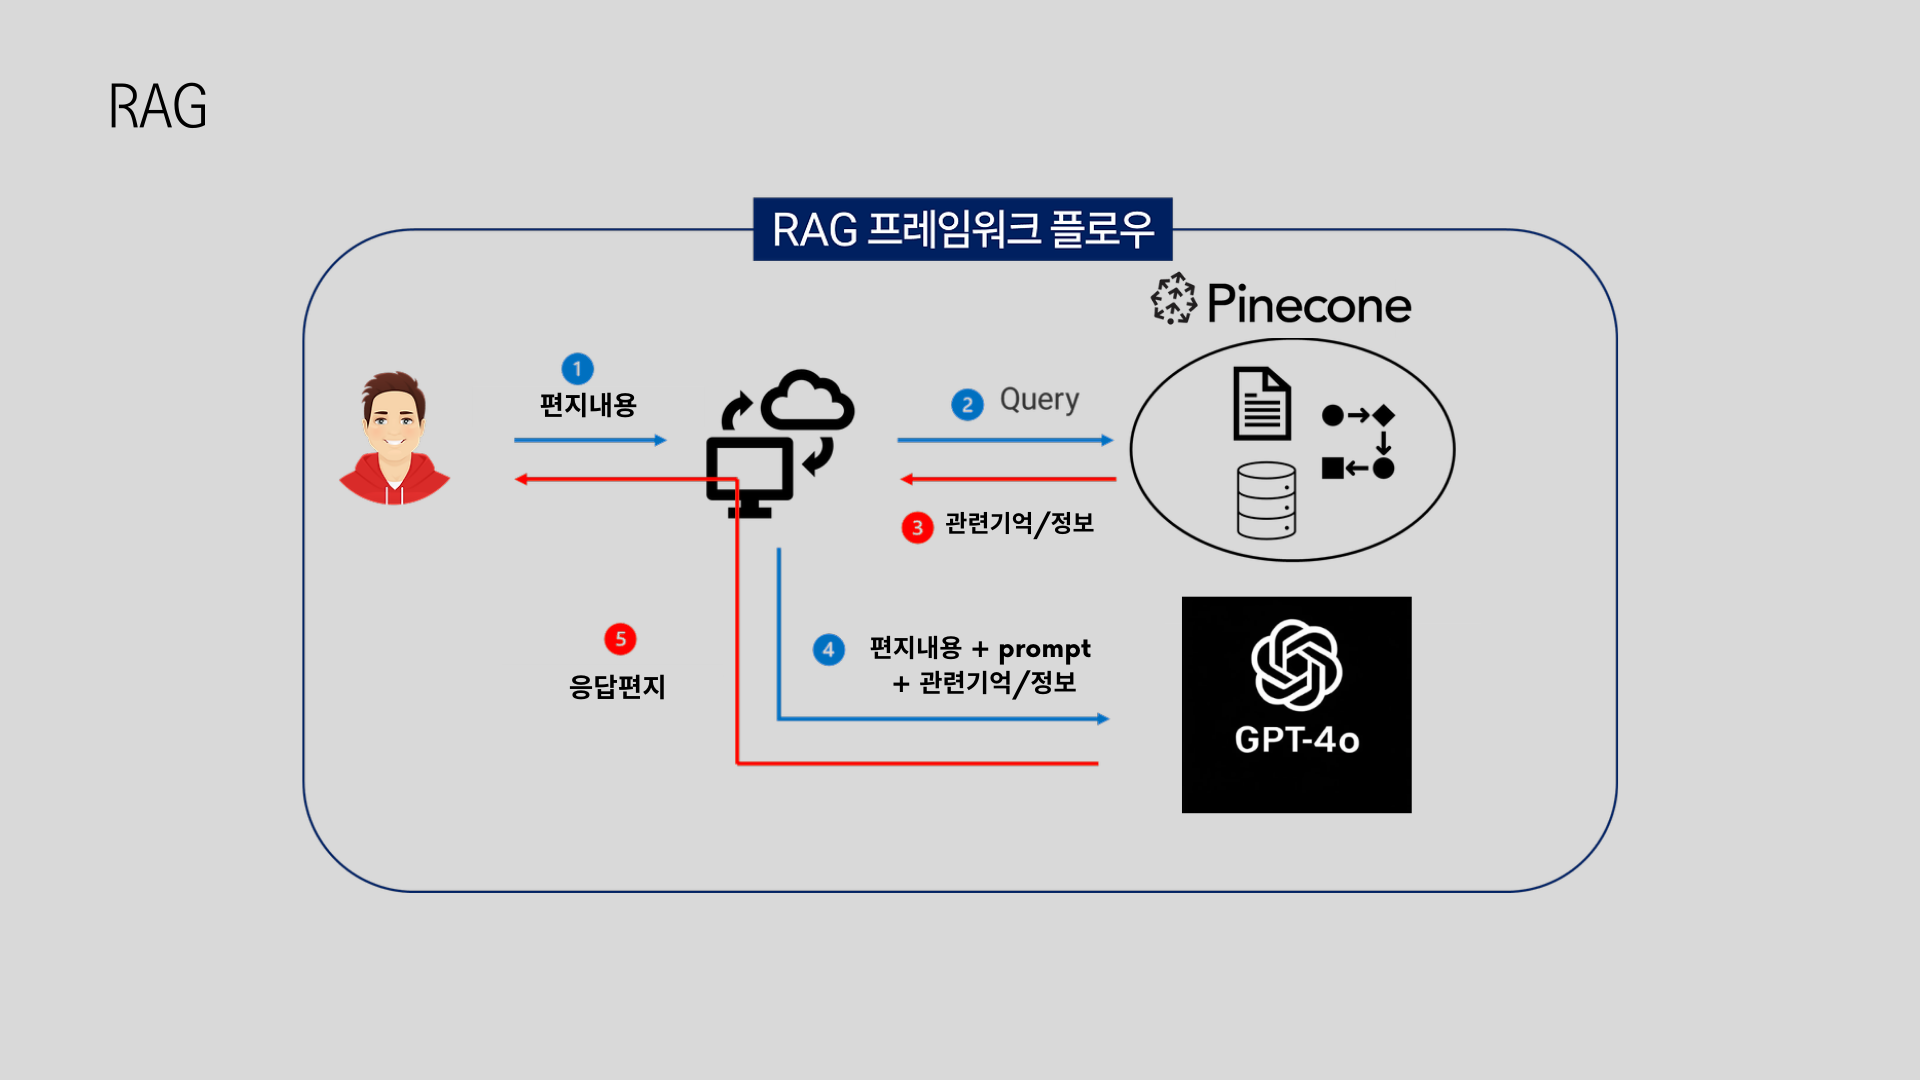 RAG
RAG 프레임워크 플로우
Pinecone
1
편지내용
2 Query
3 관련기억/정보
4 편지내용 + prompt
+ 관련기억/정보
5
응답편지
GPT-4o